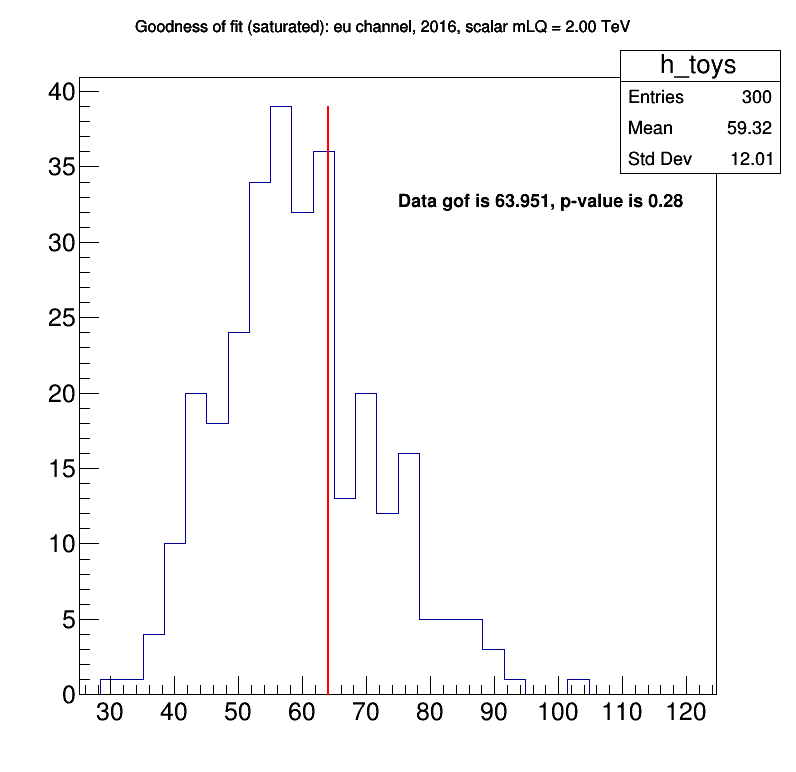 Goodness of fit (saturated): eu channel, 2016, scalar mLQ = 2.00 TeV
h_toys
Entries 300
Mean 59.32
Std Dev 12.01
Data gof is 63.951, p-value is 0.28
40
35
30
25
20
15
10
5
0
30 40 50 60 70 80 90 100 110 120